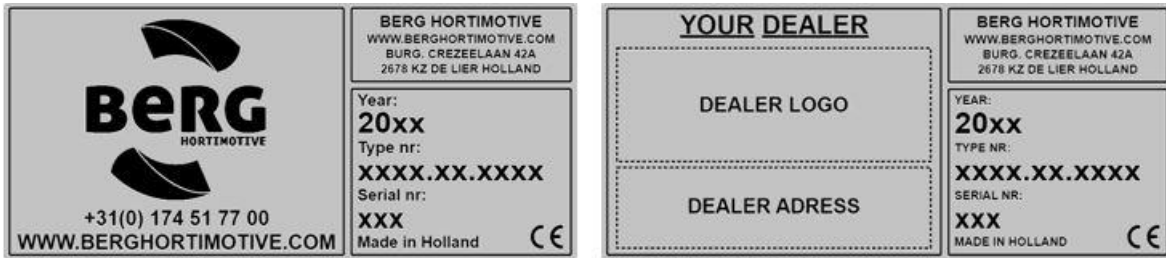 BERG
HORTIMOTIVE
+31(0) 174 51 77 00
WWW.BERGHORTIMOTIVE.COM
BERG HORTIMOTIVE
WWW.BERGHORTIMOTIVE.COM
BURG. CREZEELAAN 42A
2678 KZ DE LIER HOLLAND
Year:
20xx
Type nr:
xxxx.xx.xxxx
Serial nr:
xxx
Made in Holland
CE
YOUR DEALER
DEALER LOGO
DEALER ADRESS
BERG HORTIMOTIVE
WWW.BERGHORTIMOTIVE.COM
BURG. CREZEELAAN 42A
2678 KZ DE LIER HOLLAND
YEAR:
20xx
TYPE NR:
xxxx.xx.xxxx
SERIAL NR:
xxx
MADE IN HOLLAND
CE